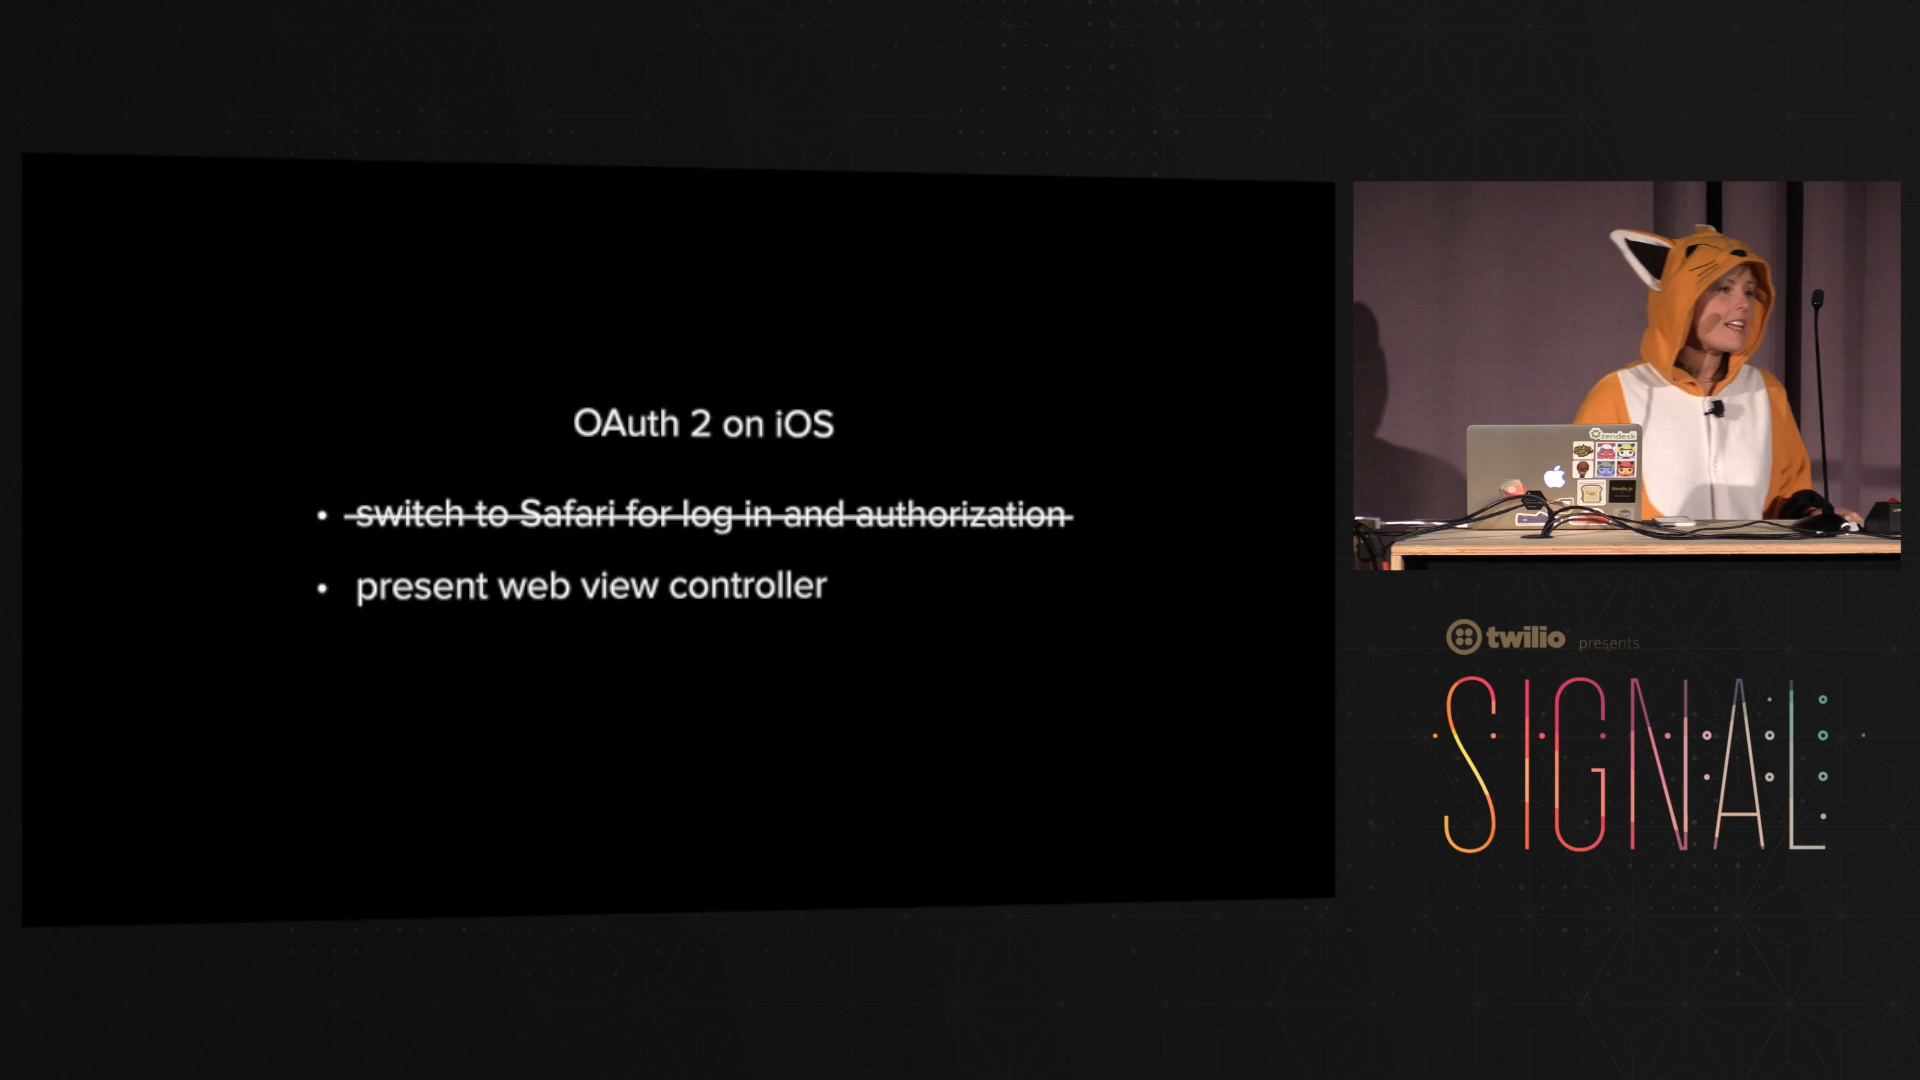 OAuth 2 on iOS
• switch to Safari for log in and authorization
• present web view controller
zendesk
twilio presents
SIGNAL